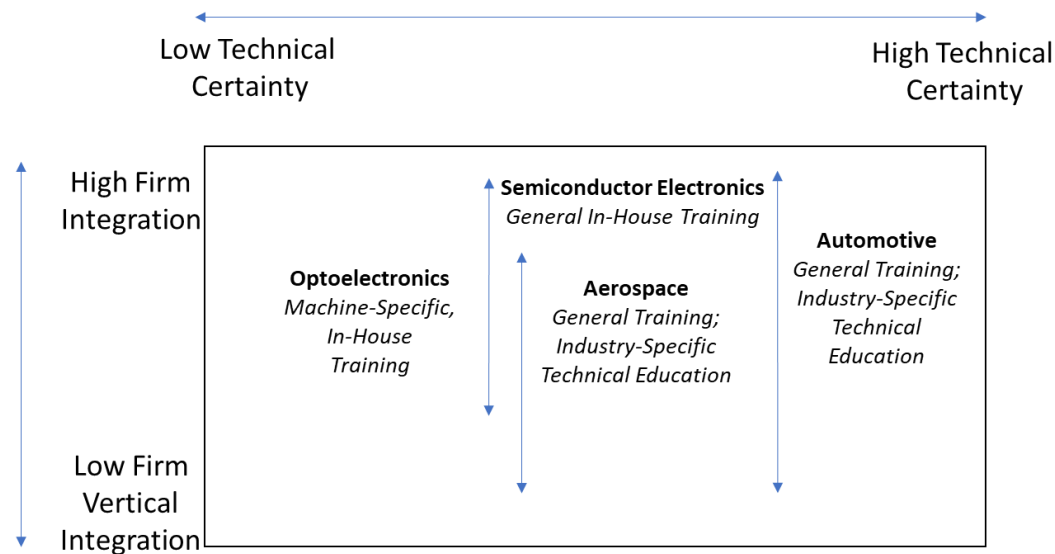 Low Technical
Certainty
High Technical
Certainty
High Firm
Integration
Semiconductor Electronics
General In-House Training
Optoelectronics
Machine-Specific,
In-House
Training
Aerospace
General Training;
Industry-Specific
Technical Education
Automotive
General Training;
Industry-Specific
Technical
Education
Low Firm
Vertical
Integration